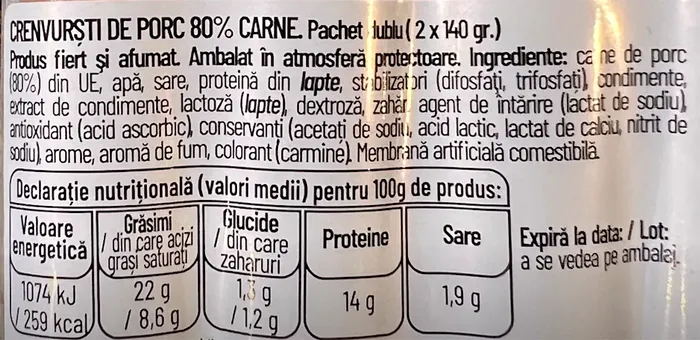 CRENVURȘTI DE PORC 80% CARNE. Pachet dublu ( 2 x 140 gr.)
Produs fiert și afumat. Ambalat în atmosferă protectoare. Ingrediente: carne de porc
(80%) din UE, apă, sare, proteină din lapte, stabilizatori (difosfați, trifosfați), condimente,
extract de condimente, lactoză (lapte), dextroză, zahăr, agent de întărire (lactat de sodiu),
antioxidant (acid ascorbic), conservanți (acetați de sodiu, acid lactic, lactat de calciu, nitrit de
sodiu), arome, aromă de fum, colorant (carmine). Membrană artificială comestibilă.
Declarație nutrițională (valori medii) pentru 100g de produs:
Valoare energetică
Grăsimi
/ din care acizi
grași saturați
Glucide
/ din care
zaharuri
Proteine
Sare
1074 kJ
/ 259 kcal
22 g
/ 8,6 g
1,3 g
/ 1,2 g
14 g
1,9 g
Expiră la data: / Lot:
a se vedea pe ambalaj.